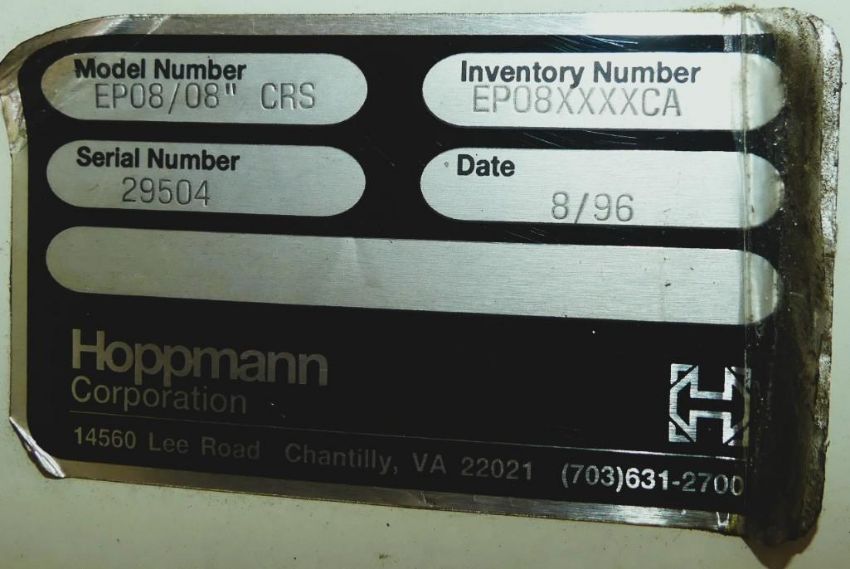 Model Number
EP08/08" CRS
Inventory Number
EP08XXXXCA
Serial Number
29504
Date
8/96
Hoppmann
Corporation
14560 Lee Road Chantilly, VA 22021 (703)631-2700